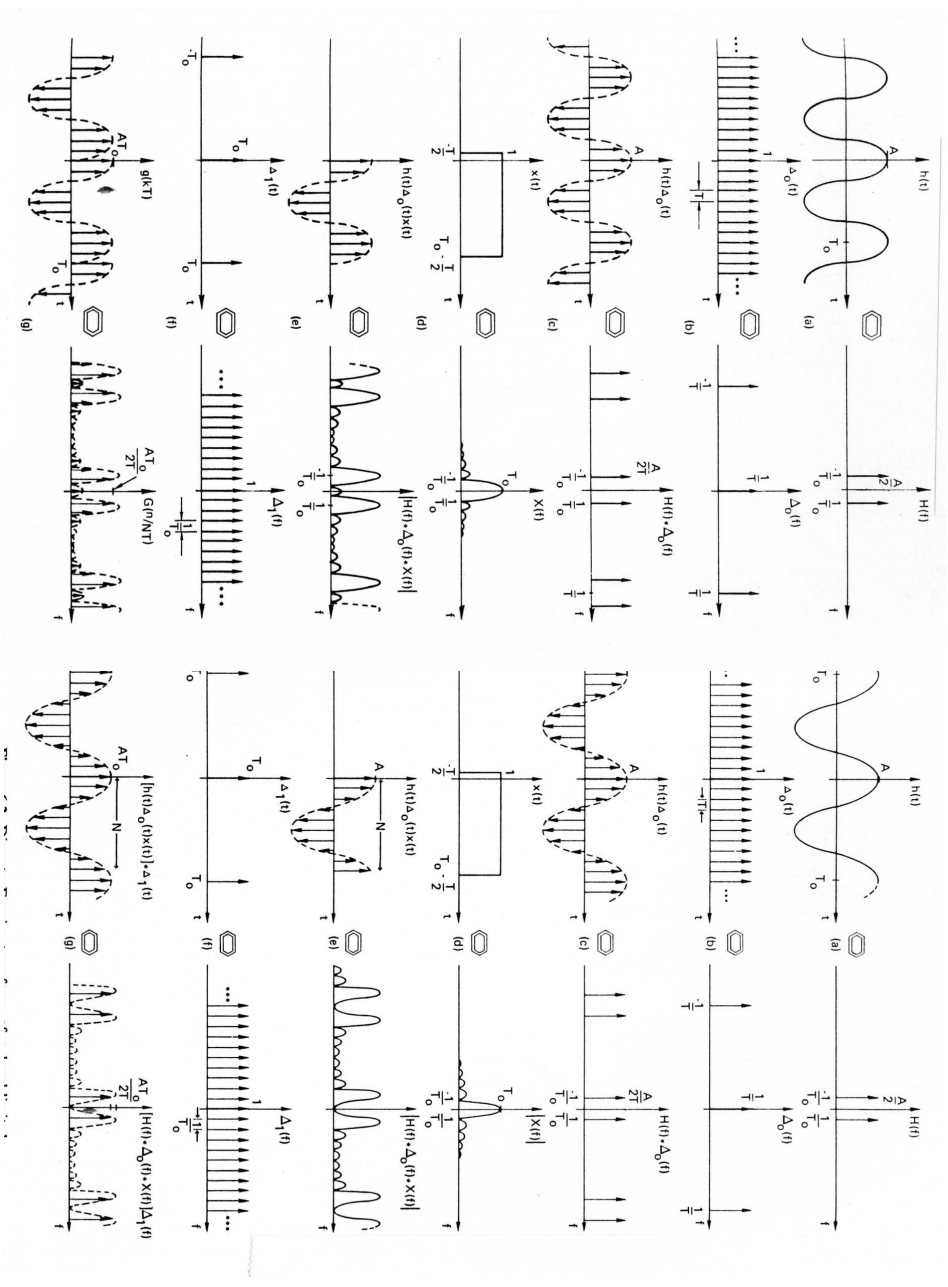 h(t)
A
T₀
t
(a)
H(f)
A/2
-1/T₀
1/T₀
Δ₀(t)
1
T
t
(b)
Δ₀(f)
1/T
-1/T
1/T
h(t)Δ₀(t)
A
t
(c)
H(f)*Δ₀(f)
A/2T
-1/T₀
1/T₀
1/T
f
x(t)
1
-T/2
T₀-T/2
t
(d)
X(f)
T₀
-1/T₀
1/T₀
f
h(t)Δ₀(t)x(t)
t
(e)
|H(f)*Δ₀(f)*X(f)|
-1/T₀
1/T₀
f
Δ₁(t)
T₀
-T₀
T₀
t
(f)
Δ₁(f)
1
1/T₀
f
g(kT)
AT₀
T₀
t
(g)
G(n/NT)
AT₀/2T
f
h(t)
A
T₀
T₀
t
(a)
H(f)
A/2
-1/T₀
1/T₀
f
Δ₀(t)
1
T
t
(b)
Δ₀(f)
1/T
-1/T
1/T
f
h(t)Δ₀(t)
A
t
(c)
H(f)*Δ₀(f)
A/2T
-1/T₀
1/T₀
f
x(t)
1
-T/2
T₀-T/2
t
(d)
|X(f)|
T₀
-1/T₀
1/T₀
f
h(t)Δ₀(t)x(t)
A
N
t
(e)
|H(f)*Δ₀(f)*X(f)|
f
Δ₁(t)
T₀
T₀
T₀
t
(f)
Δ₁(f)
1
1/T₀
f
[h(t)Δ₀(t)x(t)]*Δ₁(t)
AT₀
N
t
(g)
[H(f)*Δ₀(f)*X(f)]Δ₁(f)
AT₀/2T
f